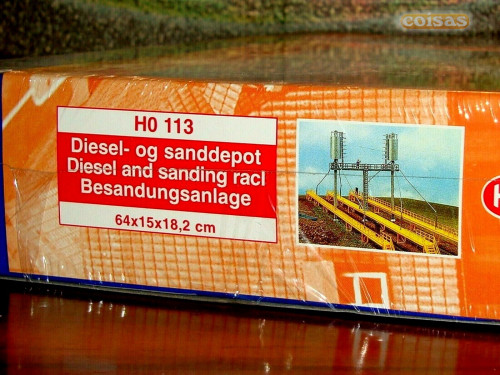 coisas
H0 113
Diesel- og sanddepot
Diesel and sanding racl
Besandungsanlage
64x15x18,2 cm